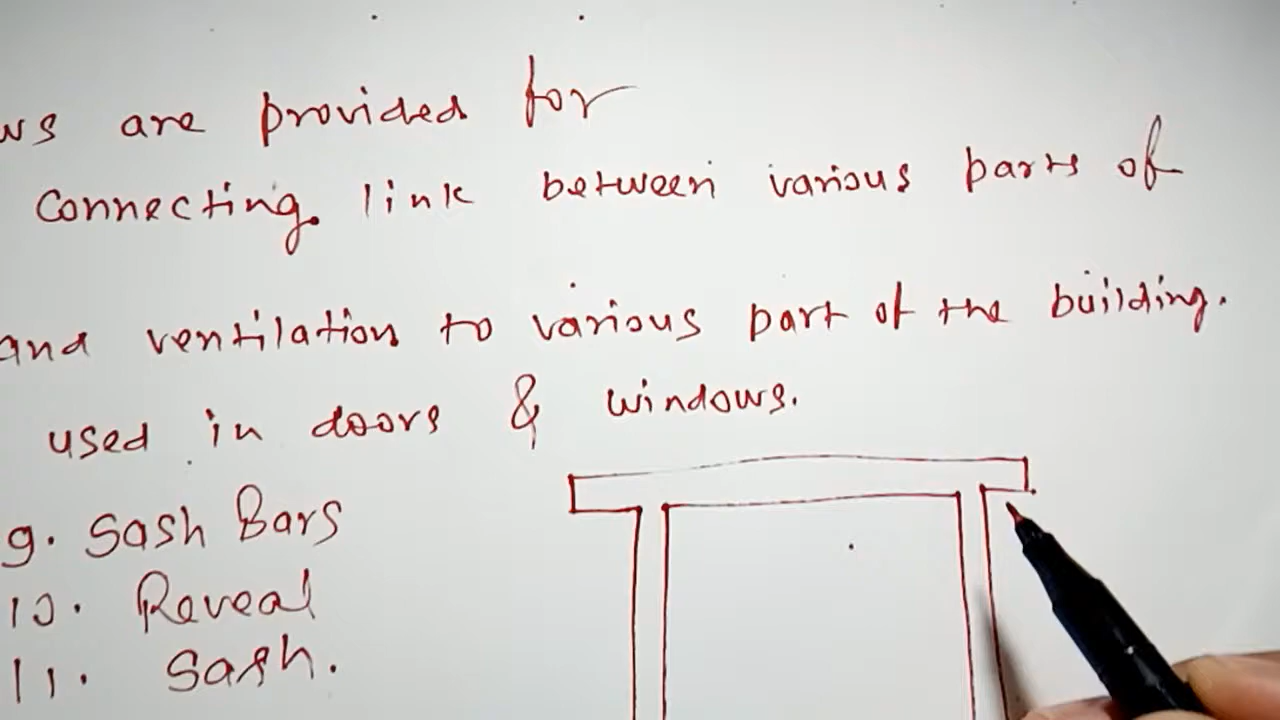 ws are provided for
connecting link between various parts of
and ventilation to various part of the building.
used in doors & windows.
9. Sash Bars
10. Reveal
11. Sash.